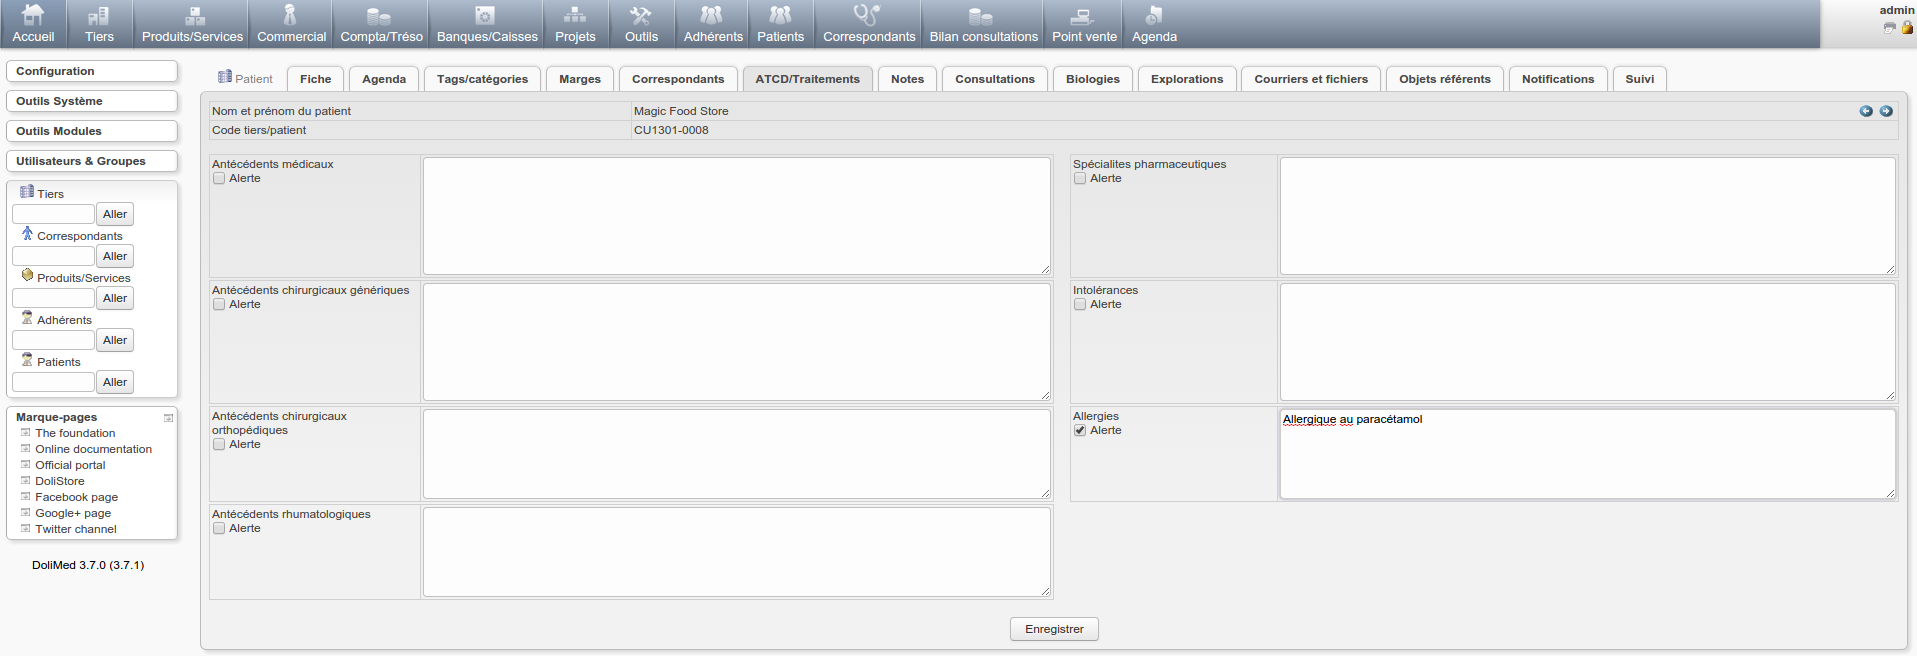 Accueil Tiers Produits/Services Commercial Compta/Tréso Banques/Caisses Projets Outils Adhérents Patients Correspondants Bilan consultations Point vente Agenda
admin
Configuration
Outils Système
Outils Modules
Utilisateurs & Groupes
Tiers
Aller
Correspondants
Aller
Produits/Services
Aller
Adhérents
Aller
Patients
Aller
Marque-pages
The foundation
Online documentation
Official portal
DoliStore
Facebook page
Google+ page
Twitter channel
DoliMed 3.7.0 (3.7.1)
Patient Fiche Agenda Tags/catégories Marges Correspondants ATCD/Traitements Notes Consultations Biologies Explorations Courriers et fichiers Objets référents Notifications Suivi
Nom et prénom du patient Magic Food Store
Code tiers/patient CU1301-0008
Antécédents médicaux
Alerte
Antécédents chirurgicaux génériques
Alerte
Antécédents chirurgicaux
orthopédiques
Alerte
Antécédents rhumatologiques
Alerte
Spécialites pharmaceutiques
Alerte
Intolérances
Alerte
Allergies
Alerte
Allergique au paracétamol
Enregistrer